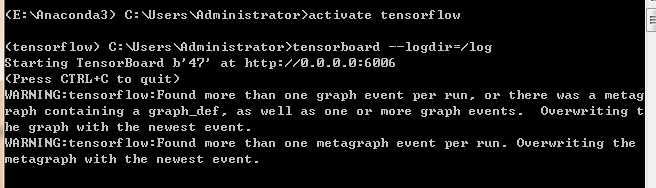 (E:\Anaconda3) C:\Users\Administrator>activate tensorflow
(tensorflow) C:\Users\Administrator>tensorboard --logdir=/log
Starting TensorBoard b'47' at http://0.0.0.0:6006
(Press CTRL+C to quit)
WARNING:tensorflow:Found more than one graph event per run, or there was a metag
raph containing a graph_def, as well as one or more graph events.  Overwriting t
he graph with the newest event.
WARNING:tensorflow:Found more than one metagraph event per run. Overwriting the
metagraph with the newest event.